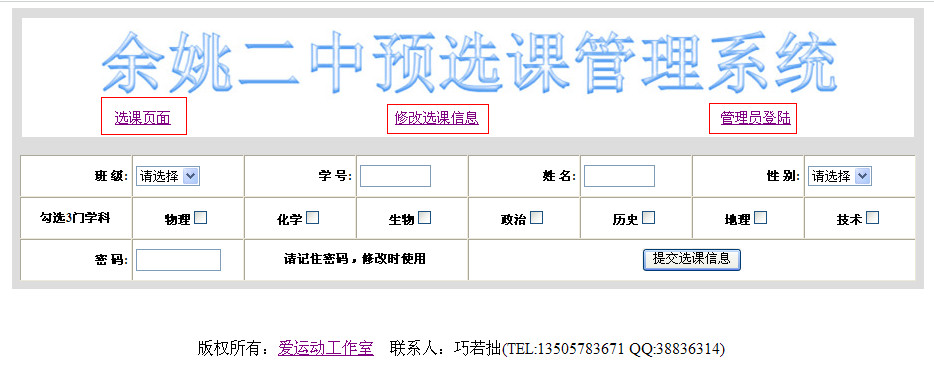 余姚二中预选课管理系统
选课页面 修改选课信息 管理员登陆
班 级: 请选择 学 号: 姓 名: 性 别: 请选择
勾选3门学科 物理 化学 生物 政治 历史 地理 技术
密 码: 请记住密码，修改时使用 提交选课信息
版权所有：爱运动工作室 联系人：巧若拙(TEL:13505783671 QQ:38836314)